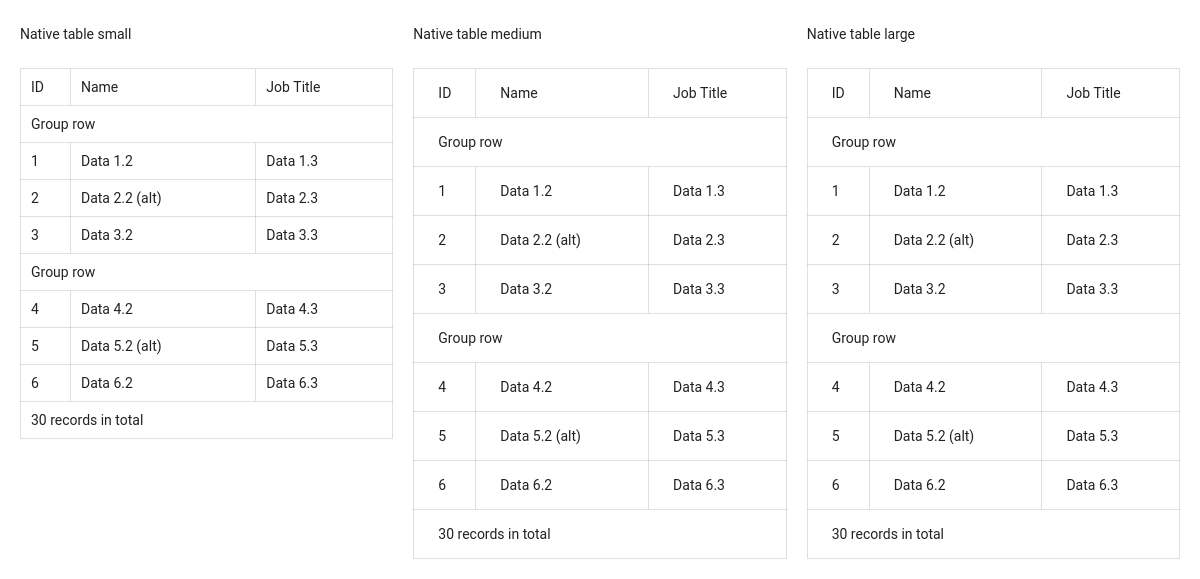 Native table small
ID Name Job Title
Group row
1 Data 1.2 Data 1.3
2 Data 2.2 (alt) Data 2.3
3 Data 3.2 Data 3.3
Group row
4 Data 4.2 Data 4.3
5 Data 5.2 (alt) Data 5.3
6 Data 6.2 Data 6.3
30 records in total
Native table medium
ID Name Job Title
Group row
1 Data 1.2 Data 1.3
2 Data 2.2 (alt) Data 2.3
3 Data 3.2 Data 3.3
Group row
4 Data 4.2 Data 4.3
5 Data 5.2 (alt) Data 5.3
6 Data 6.2 Data 6.3
30 records in total
Native table large
ID Name Job Title
Group row
1 Data 1.2 Data 1.3
2 Data 2.2 (alt) Data 2.3
3 Data 3.2 Data 3.3
Group row
4 Data 4.2 Data 4.3
5 Data 5.2 (alt) Data 5.3
6 Data 6.2 Data 6.3
30 records in total